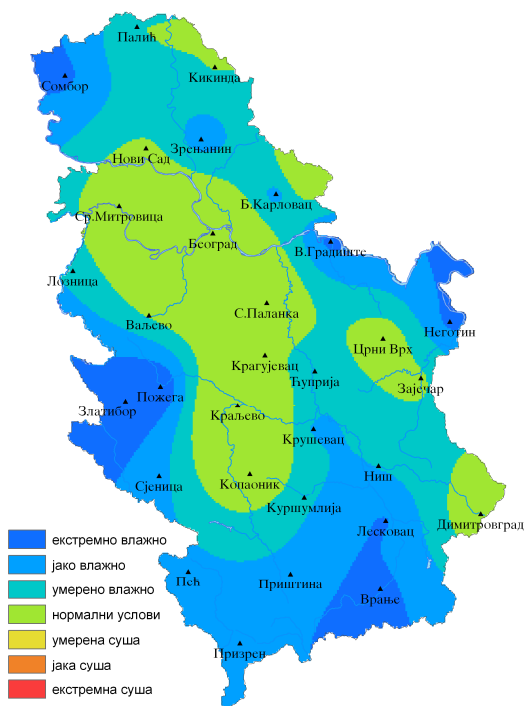 Палић
Кикинда
Сомбор
Зрењанин
Нови Сад
Б.Карловац
Ср.Митровица
Београд
В.Градиште
Лозница
С.Паланка
Ваљево
Неготин
Црни Врх
Крагујевац
Ћуприја
Зајечар
Пожега
Златибор
Краљево
Крушевац
Ниш
Копаоник
Сјеница
Куршумлија
Лесковац
Димитровград
Пећ
Приштина
Врање
Призрен
екстремно влажно
јако влажно
умерено влажно
нормални услови
умерена суша
јака суша
екстремна суша